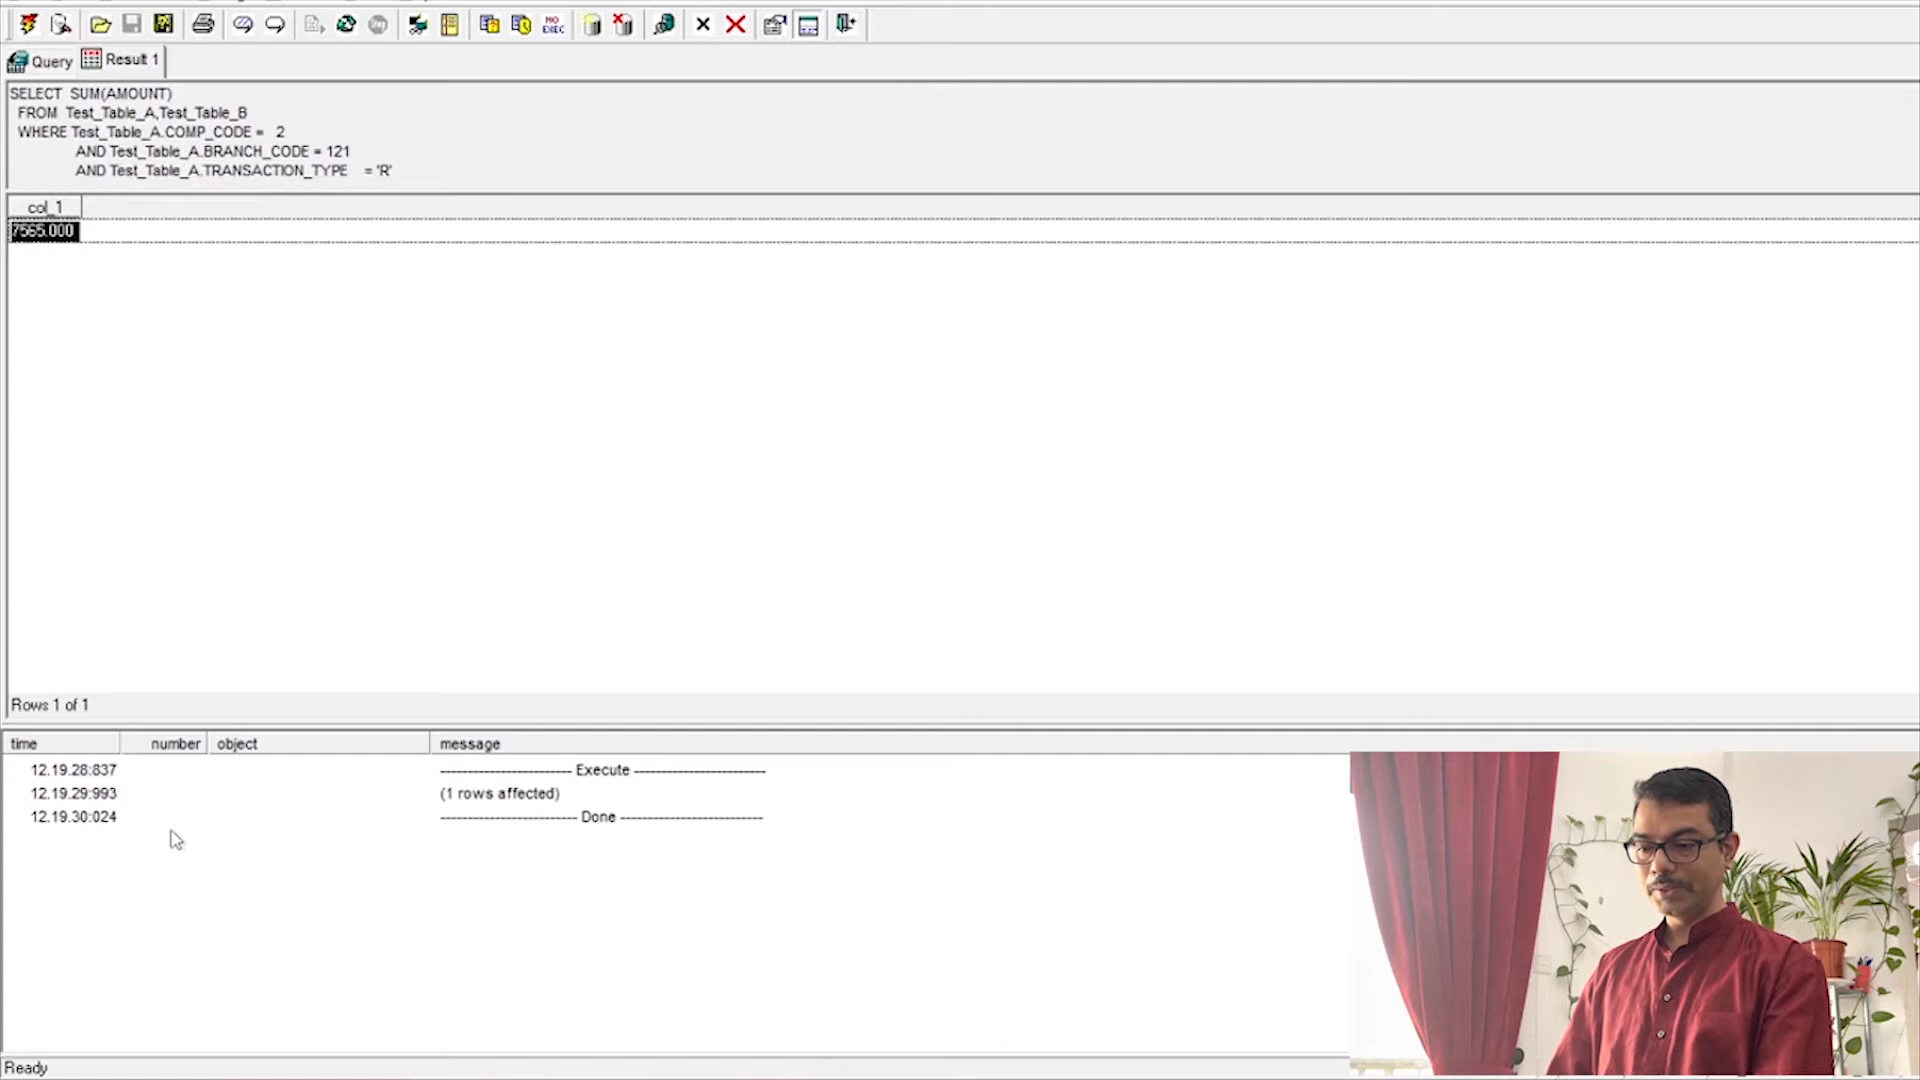 NO
EXEC
Query
Result 1
SELECT SUM(AMOUNT)
FROM Test_Table_A,Test_Table_B
WHERE Test_Table_A.COMP_CODE = 2
AND Test_Table_A.BRANCH_CODE = 121
AND Test_Table_A.TRANSACTION_TYPE = 'R'
col_1
7565.000
Rows 1 of 1
time number object message
12.19.28:837 ------------------------ Execute ------------------------
12.19.29:993 (1 rows affected)
12.19.30:024 ------------------------- Done --------------------------
Ready